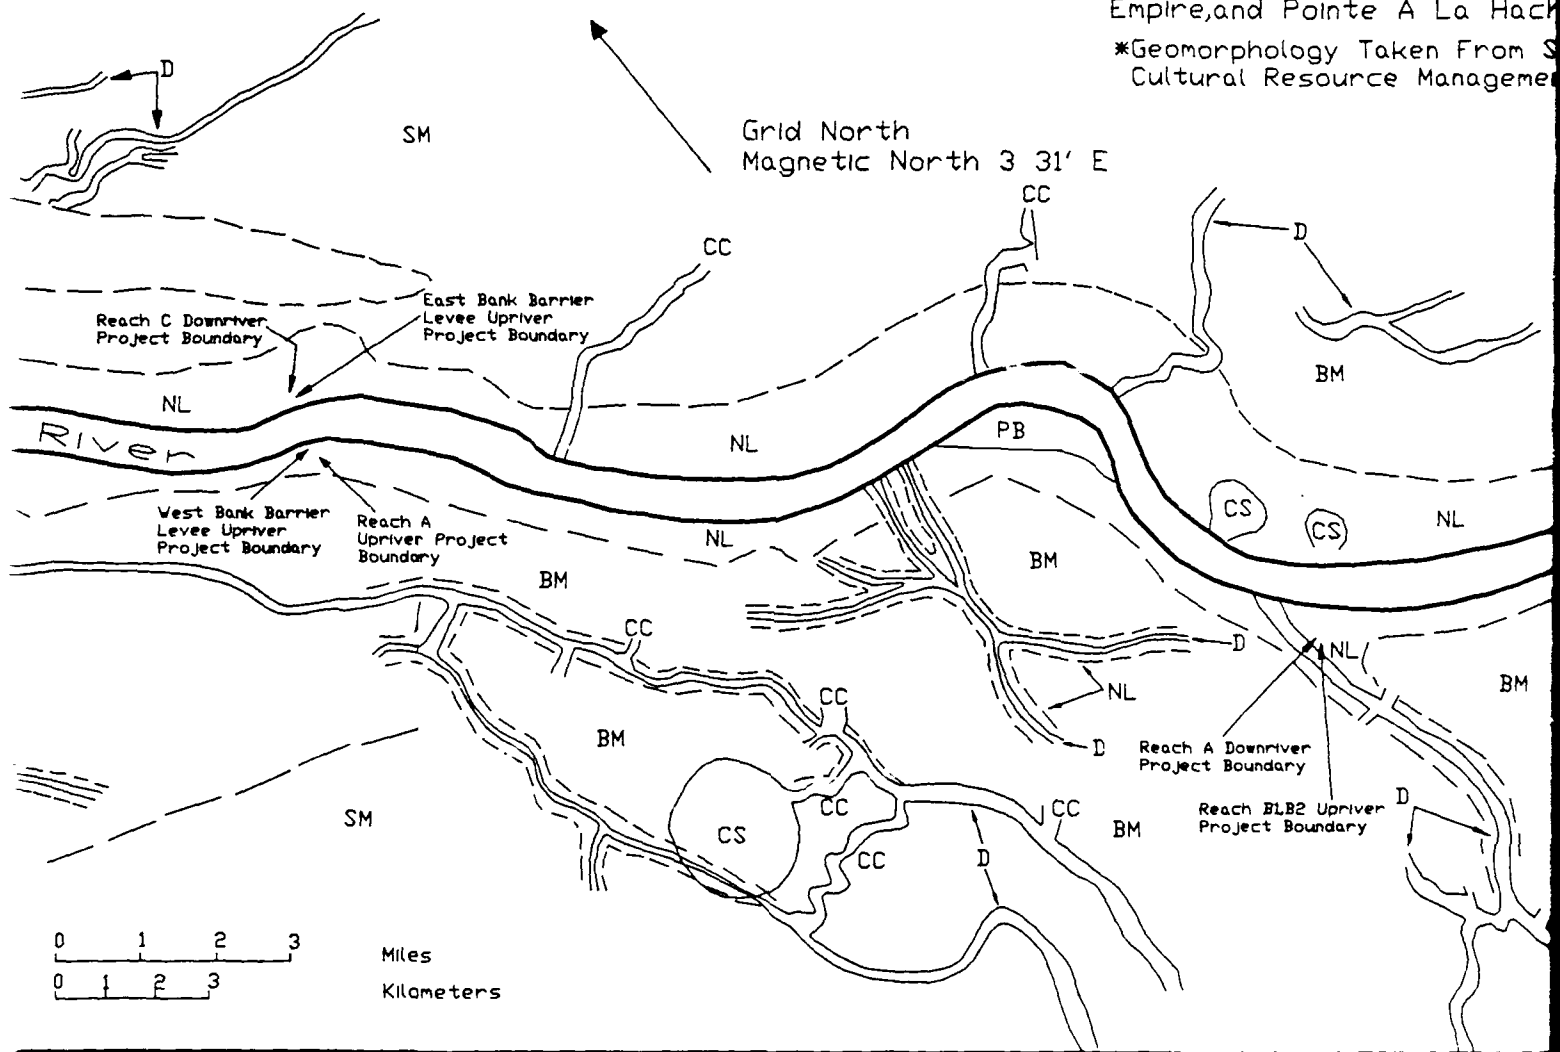 Empire,and Pointe A La Hack
*Geomorphology Taken From S
Cultural Resource Managemen
D
SM
Grid North
Magnetic North 3 31' E
CC
CC
D
East Bank Barrier
Levee Upriver
Project Boundary
Reach C Downriver
Project Boundary
BM
NL
River
NL
PB
CS
CS
NL
West Bank Barrier
Levee Upriver
Project Boundary
Reach A
Upriver Project
Boundary
NL
BM
BM
CC
D
NL
NL
BM
CC
BM
D
Reach A Downriver
Project Boundary
Reach B1,B2 Upriver
Project Boundary
D
SM
CS
CC
CC
CC
BM
D
0 1 2 3
Miles
0 1 2 3
Kilometers